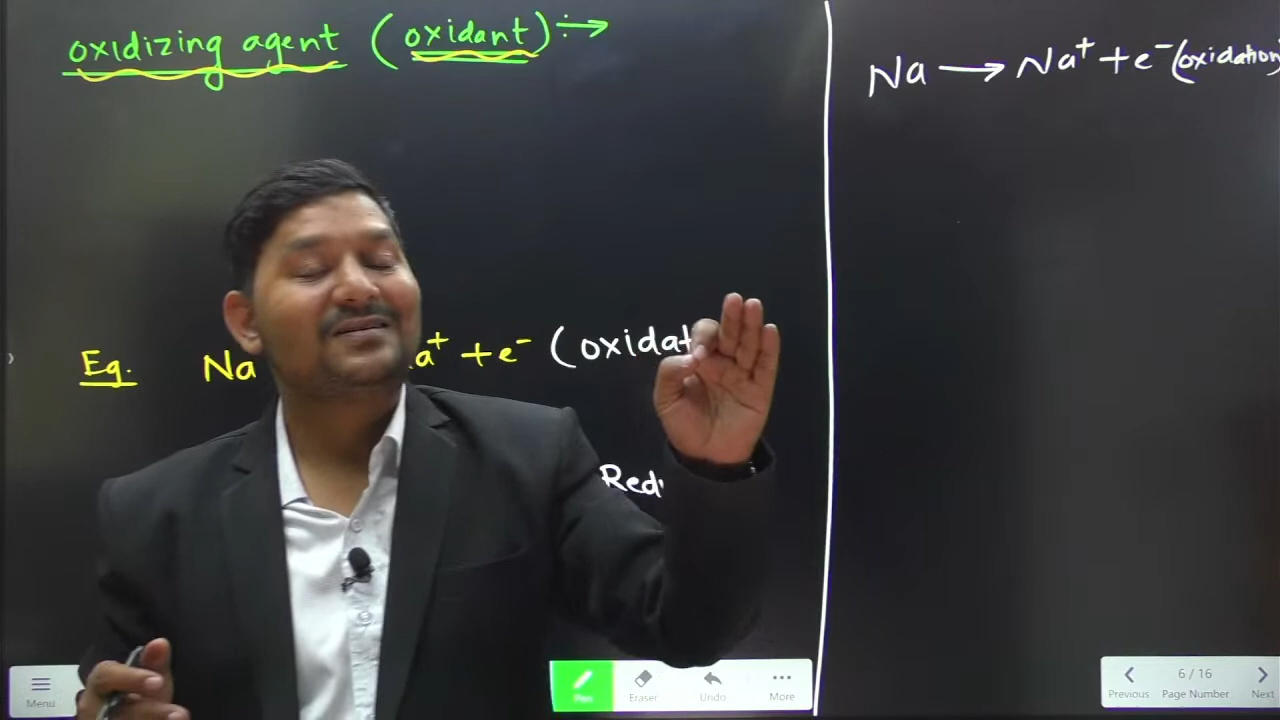 oxidizing agent (oxidant) :→
Na → Na⁺ + e⁻ (oxidation)
Eg. Na a⁺ + e⁻ (oxidat
Red
Menu
Pen
Eraser
Undo
More
Previous
6 / 16
Page Number
Next